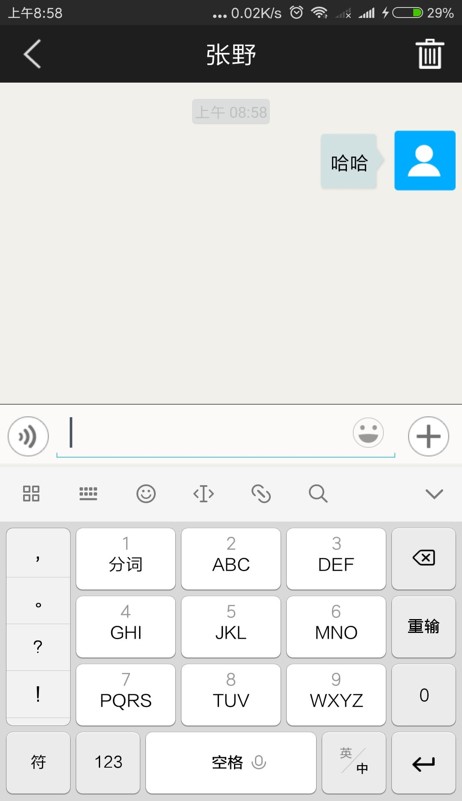 上午8:58 ... 0.02K/s 29%
张野
上午 08:58
哈哈
, 1 2 3
分词 ABC DEF
。 4 5 6
GHI JKL MNO 重输
? 7 8 9
PQRS TUV WXYZ 0
!
符 123 空格 英/中